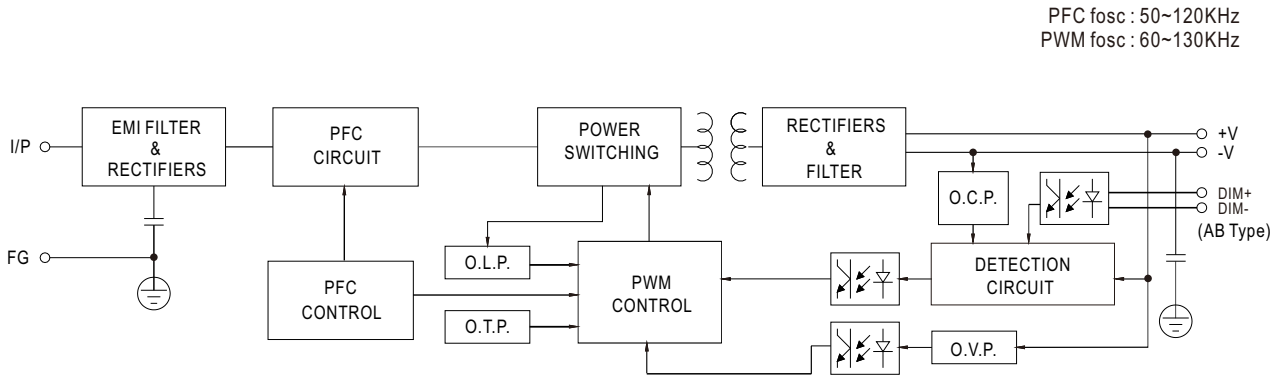 PFC fosc : 50~120KHz
PWM fosc : 60~130KHz
I/P
EMI FILTER
&
RECTIFIERS
PFC
CIRCUIT
POWER
SWITCHING
RECTIFIERS
&
FILTER
+V
-V
O.C.P.
DIM+
DIM-
(AB Type)
FG
PFC
CONTROL
O.L.P.
O.T.P.
PWM
CONTROL
DETECTION
CIRCUIT
O.V.P.